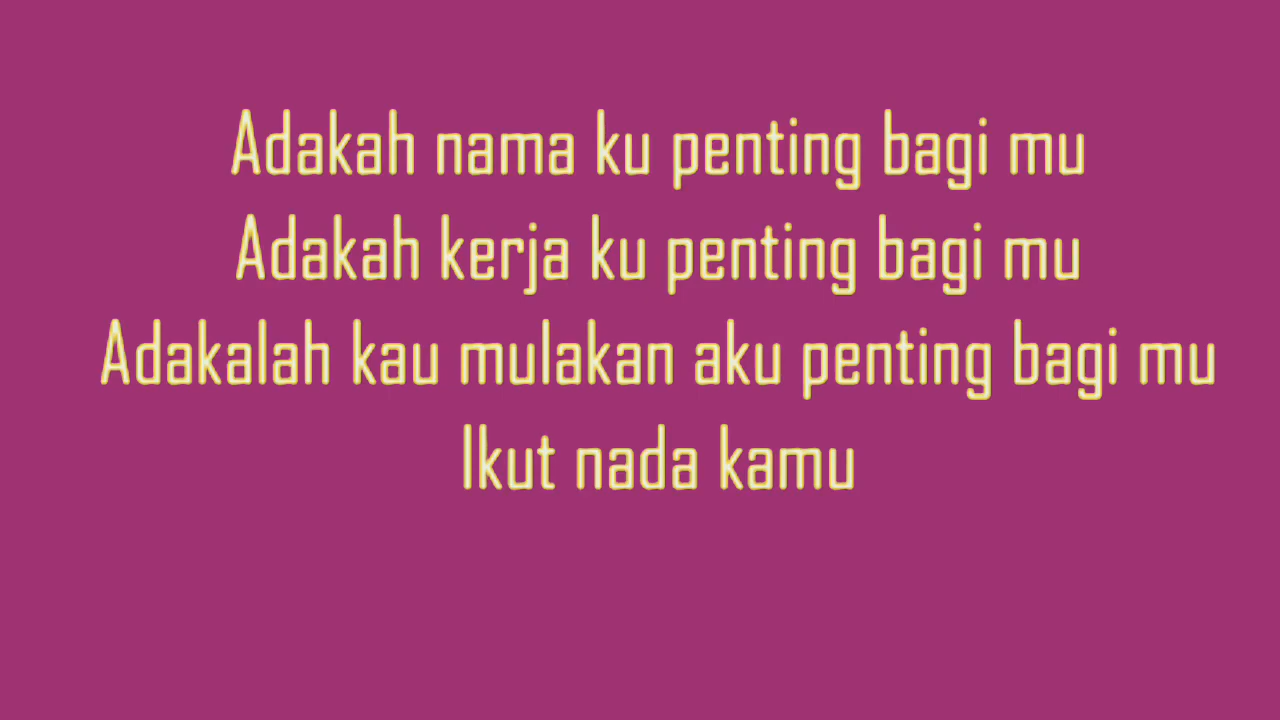 Adakah nama ku penting bagi mu
Adakah kerja ku penting bagi mu
Adakalah kau mulakan aku penting bagi mu
Ikut nada kamu